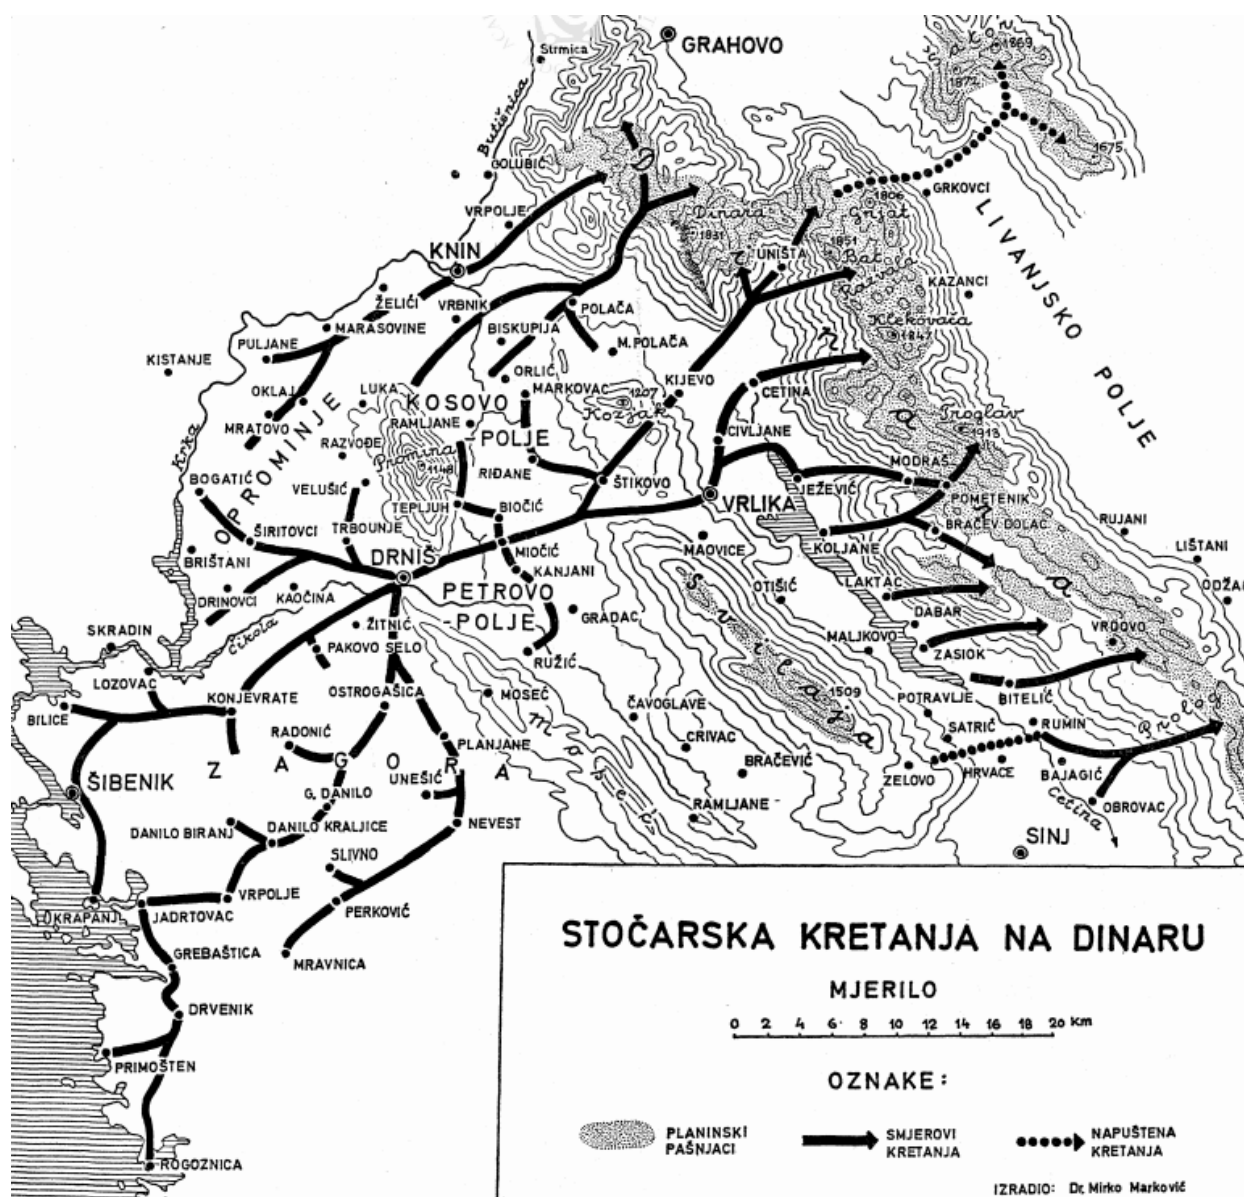 GRAHOVO
Strmica
Šator
1869
1872
1675
Butišnica
GOLUBIĆ
GRKOVCI
1806
Gnjat
VRPOLJE
Dinara
1831
UNIŠTA
1851
Bat
LIVANJSKO POLJE
KNIN
KAZANCI
ŽELIĆI
VRBNIK
POLAČA
Klekovača
1847
MARASOVINE
BISKUPIJA
M. POLAČA
PULJANE
KISTANJE
ORLIĆ
MARKOVAC
KIJEVO
CETINA
OKLAJ
LUKA
KOSOVO
-POLJE
1207
Kozjak
Troglav
1913
MRATOVO
RAMLJANE
Krka
OPROMINJE
RAZVOĐE
Promina
1148
RIĐANE
CIVLJANE
MODRAŠ
BOGATIĆ
VELUŠIĆ
ŠTIKOVO
VRLIKA
JEŽEVIĆ
POMETENIK
TEPLJUH
BIOČIĆ
ŠIRITOVCI
TRBOUNJE
BRAČEV DOLAC
RUJANI
BRIŠTANI
DRNIŠ
MIOČIĆ
MAOVICE
KOLJANE
LIŠTANI
KANJANI
DRINOVCI
KAOČINA
PETROVO
-POLJE
OTIŠIĆ
LAKTAC
DABAR
ODŽAK
Dinara
SKRADIN
Čikola
ŽITNIĆ
GRADAC
Svilaja
MALJKOVO
VRDOVO
PAKOVO SELO
RUŽIĆ
ZASIOK
LOZOVAC
KONJEVRATE
OSTROGAŠICA
MOSEĆ
1509
POTRAVLJE
BITELIĆ
BILICE
ČAVOGLAVE
SATRIĆ
RUMIN
Prolog
RADONIĆ
PLANJANE
CRIVAC
ZAGORA
Moseć
ŠIBENIK
UNEŠIĆ
BRAČEVIĆ
ZELOVO
HRVACE
BAJAGIĆ
G. DANILO
RAMLJANE
Cetina
OBROVAC
DANILO BIRANJ
DANILO KRALJICE
NEVEST
SINJ
SLIVNO
VRPOLJE
PERKOVIĆ
KRAPANJ
JADRTOVAC
GREBAŠTICA
MRAVNICA
DRVENIK
PRIMOŠTEN
ROGOZNICA
STOČARSKA KRETANJA NA DINARU
MJERILO
0 2 4 6 8 10 12 14 16 18 20 km
OZNAKE:
PLANINSKI
PAŠNJACI
SMJEROVI
KRETANJA
NAPUŠTENA
KRETANJA
IZRADIO: Dr. Mirko Marković